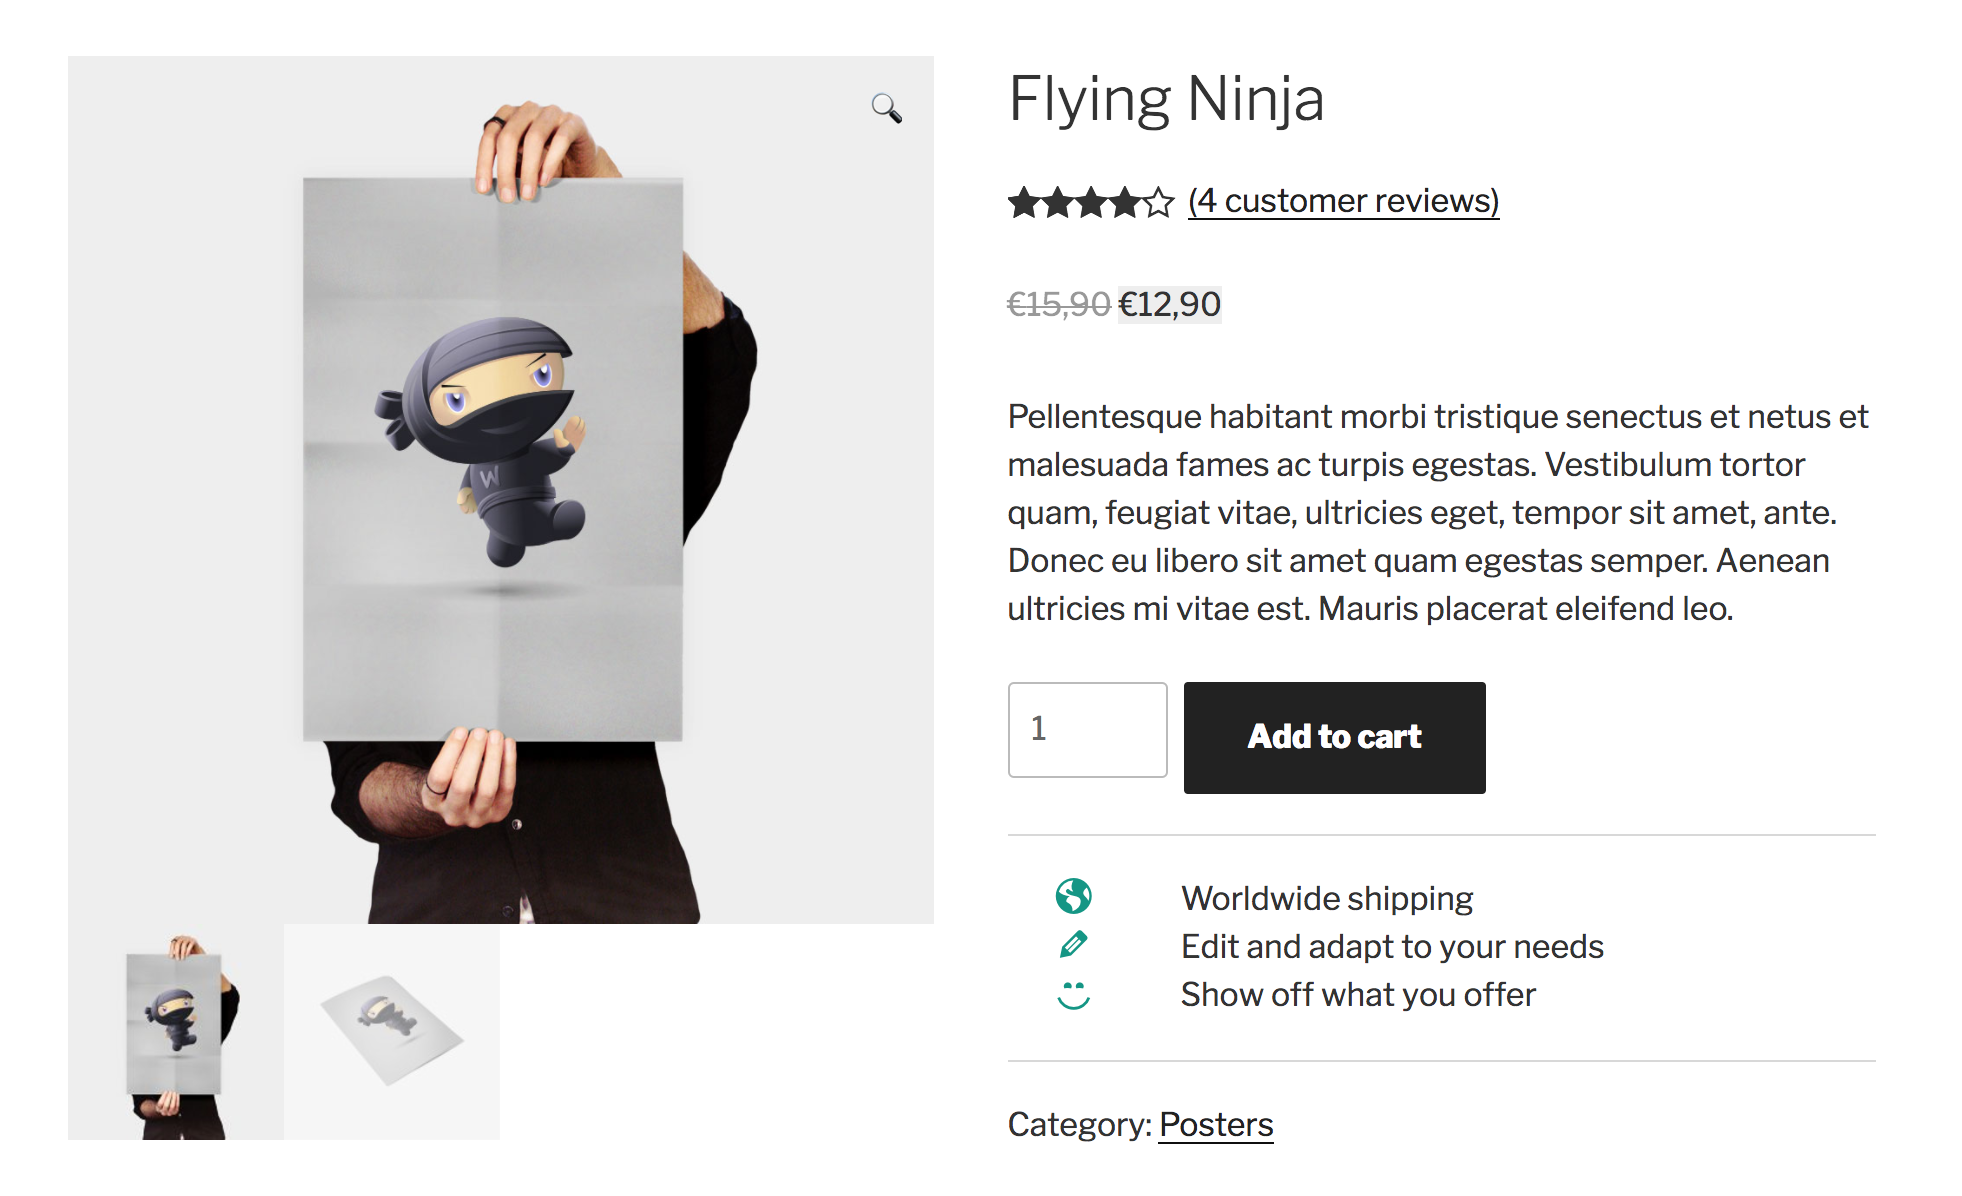 Flying Ninja
(4 customer reviews)
€15,90 €12,90
W
Pellentesque habitant morbi tristique senectus et netus et
malesuada fames ac turpis egestas. Vestibulum tortor
quam, feugiat vitae, ultricies eget, tempor sit amet, ante.
Donec eu libero sit amet quam egestas semper. Aenean
ultricies mi vitae est. Mauris placerat eleifend leo.
1
Add to cart
Worldwide shipping
Edit and adapt to your needs
Show off what you offer
Category: Posters